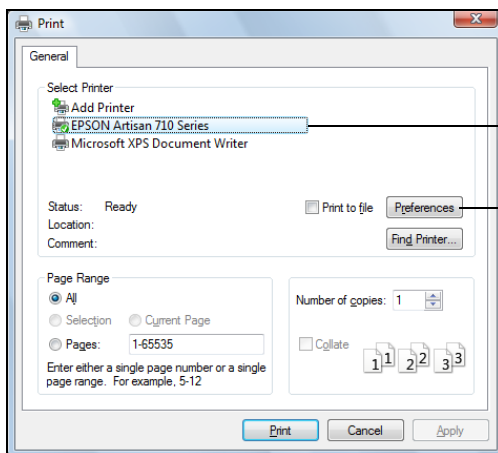 Print
General
Select Printer
Add Printer
EPSON Artisan 710 Series
Microsoft XPS Document Writer
Status: Ready
Print to file
Preferences
Location:
Comment:
Find Printer...
Page Range
All
Selection
Current Page
Pages: 1-65535
Enter either a single page number or a single
page range. For example, 5-12
Number of copies: 1
Collate
1 1 2 2 3 3
Print
Cancel
Apply